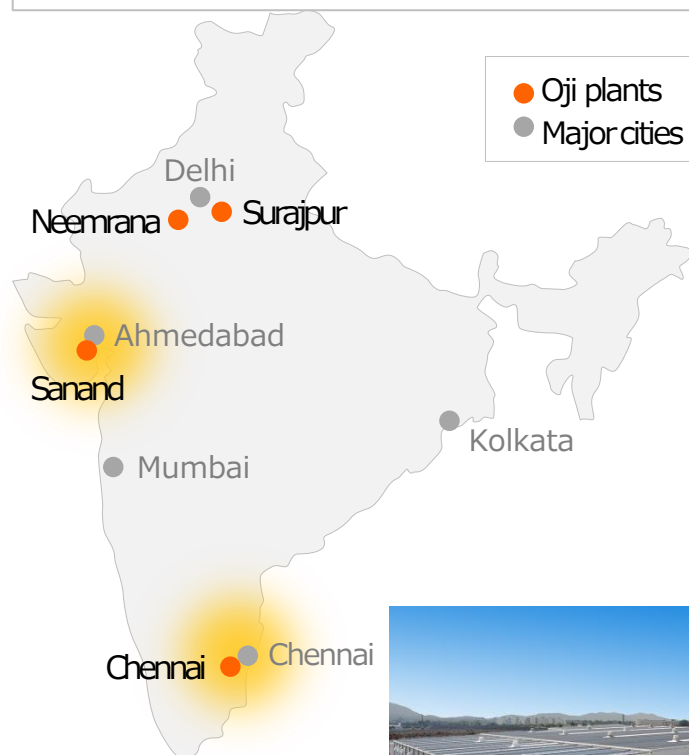 Oji plants
Major cities
Delhi
Neemrana
Surajpur
Ahmedabad
Sanand
Kolkata
Mumbai
Chennai
Chennai